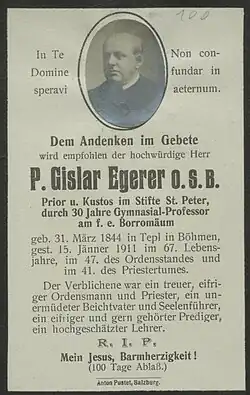 100
In Te
Domine
speravi
Non con-
fundar in
aeternum.
Dem Andenken im Gebete
wird empfohlen der hochwürdige Herr
P. Gislar Egerer O. S. B.
Prior u. Kustos im Stifte St. Peter,
durch 30 Jahre Gymnasial-Professor
am f. e. Borromäum
geb. 31. März 1844 in Tepl in Böhmen,
gest. 15. Jänner 1911 im 67. Lebens-
jahre, im 47. des Ordensstandes und
im 41. des Priestertumes.
Der Verblichene war ein treuer, eifri-
ger Ordensmann und Priester, ein un-
ermüdeter Beichtvater und Seelenführer,
ein eifriger und gern gehörter Prediger,
ein hochgeschätzter Lehrer.
R. I. P.
Mein Jesus, Barmherzigkeit!
(100 Tage Ablaß.)
Anton Pustet, Salzburg.